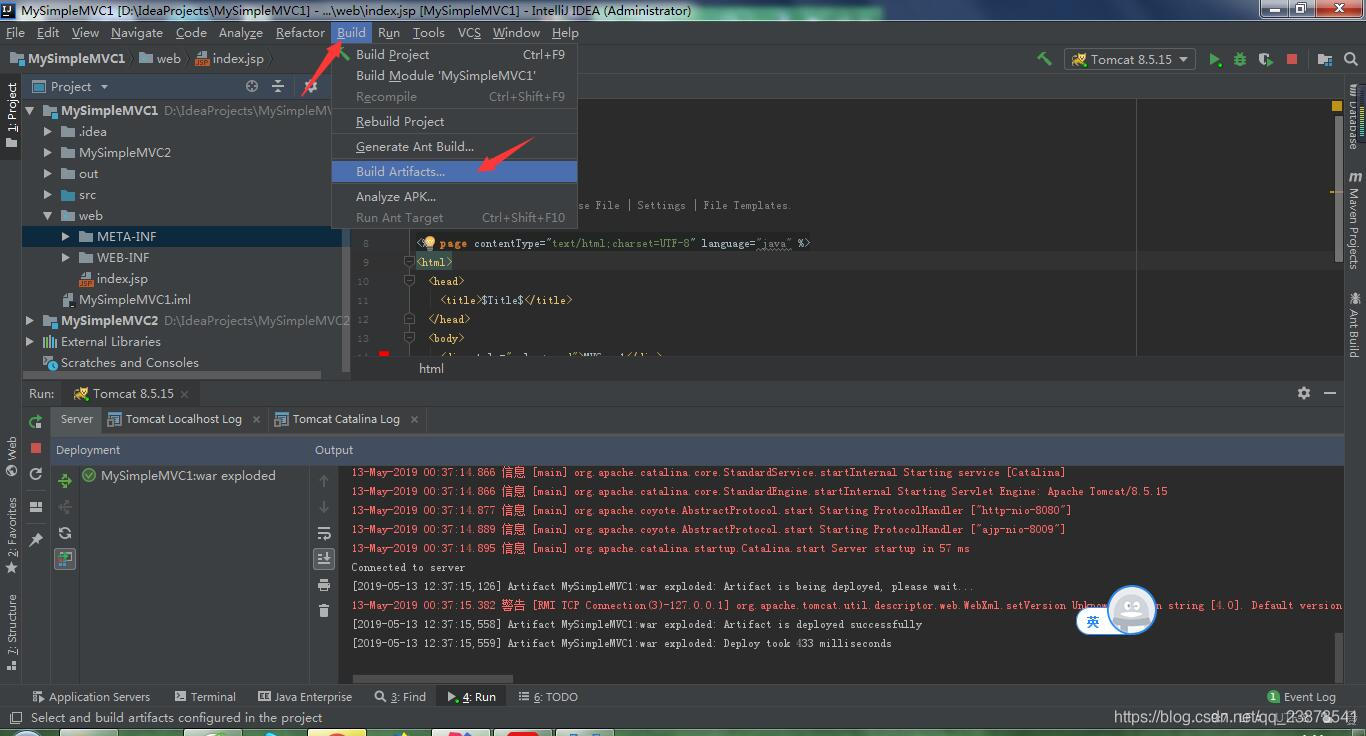 MySimpleMVC1 [D:\IdeaProjects\MySimpleMVC1] - ...\web\index.jsp [MySimpleMVC1] - IntelliJ IDEA (Administrator)
File Edit View Navigate Code Analyze Refactor Build Run Tools VCS Window Help
MySimpleMVC1 web index.jsp
Tomcat 8.5.15
Build Project Ctrl+F9
Build Module 'MySimpleMVC1'
Recompile Ctrl+Shift+F9
Rebuild Project
Generate Ant Build...
Build Artifacts...
Analyze APK...
Run Ant Target Ctrl+Shift+F10
1: Project
Project
MySimpleMVC1 D:\IdeaProjects\MySimpleMV
.idea
MySimpleMVC2
out
src
web
META-INF
WEB-INF
index.jsp
MySimpleMVC1.iml
MySimpleMVC2 D:\IdeaProjects\MySimpleMVC2
External Libraries
Scratches and Consoles
se File | Settings | File Templates.
8 <% page contentType="text/html;charset=UTF-8" language="java" %>
9 <html>
10 <head>
11 <title>$Title$</title>
12 </head>
13 <body>
html
Database
Maven Projects
Ant Build
Run: Tomcat 8.5.15
Server Tomcat Localhost Log Tomcat Catalina Log
Deployment Output
MySimpleMVC1:war exploded
13-May-2019 00:37:14.866 信息 [main] org.apache.catalina.core.StandardService.startInternal Starting service [Catalina]
13-May-2019 00:37:14.866 信息 [main] org.apache.catalina.core.StandardEngine.startInternal Starting Servlet Engine: Apache Tomcat/8.5.15
13-May-2019 00:37:14.877 信息 [main] org.apache.coyote.AbstractProtocol.start Starting ProtocolHandler ["http-nio-8080"]
13-May-2019 00:37:14.889 信息 [main] org.apache.coyote.AbstractProtocol.start Starting ProtocolHandler ["ajp-nio-8009"]
13-May-2019 00:37:14.895 信息 [main] org.apache.catalina.startup.Catalina.start Server startup in 57 ms
Connected to server
[2019-05-13 12:37:15,126] Artifact MySimpleMVC1:war exploded: Artifact is being deployed, please wait...
13-May-2019 00:37:15.382 警告 [RMI TCP Connection(3)-127.0.0.1] org.apache.tomcat.util.descriptor.web.WebXml.setVersion Unknow n string [4.0]. Default version
[2019-05-13 12:37:15,558] Artifact MySimpleMVC1:war exploded: Artifact is deployed successfully
[2019-05-13 12:37:15,559] Artifact MySimpleMVC1:war exploded: Deploy took 433 milliseconds
英
Web
2: Favorites
7: Structure
Application Servers Terminal Java Enterprise 3: Find 4: Run 6: TODO
1 Event Log
Select and build artifacts configured in the project
https://blog.csdn.net/qq_23878541